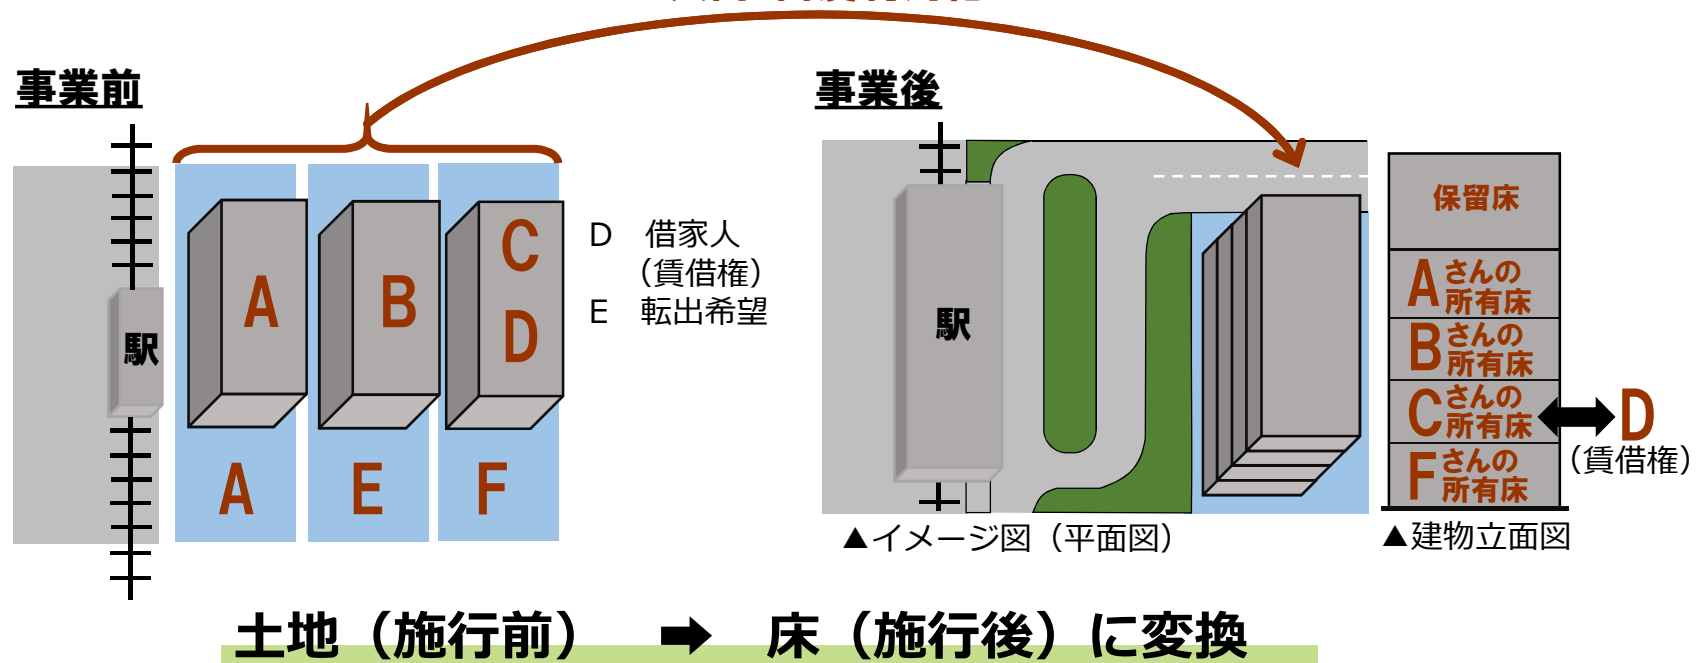 事業前
事業後
駅
A
B
C
D
A
E
F
D 借家人
（賃借権）
E 転出希望
駅
保留床
Aさんの
所有床
Bさんの
所有床
Cさんの
所有床
Fさんの
所有床
D
（賃借権）
▲イメージ図（平面図）
▲建物立面図
土地（施行前） ➡ 床（施行後）に変換